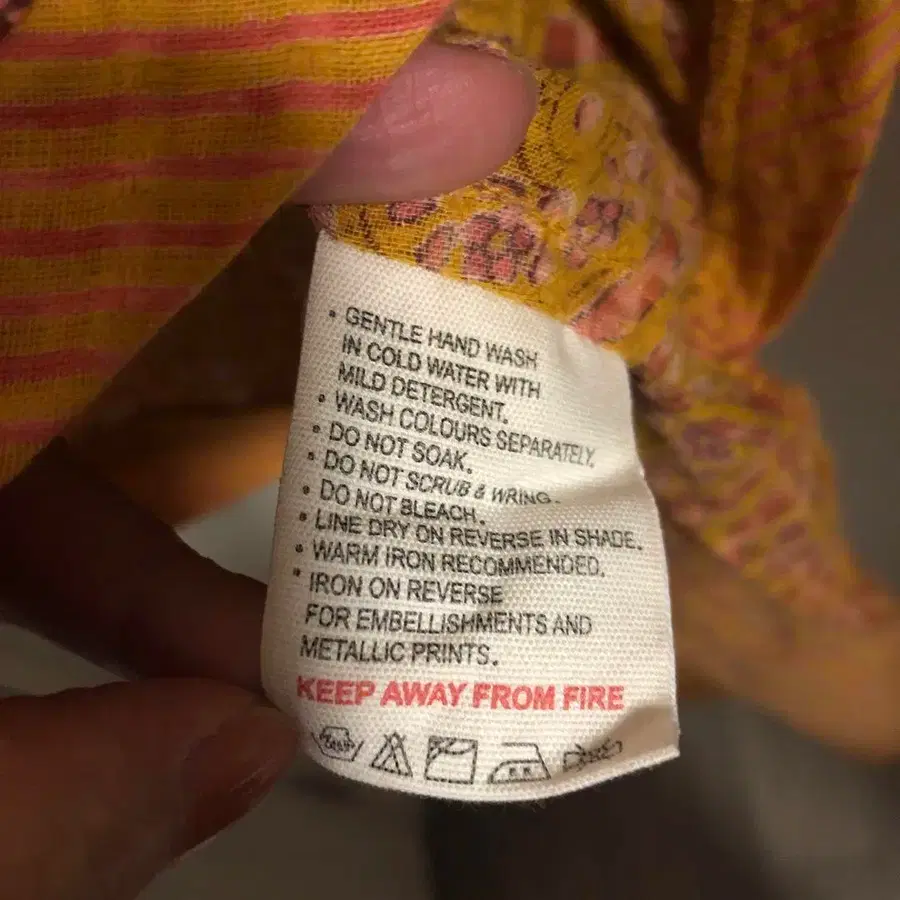 • GENTLE HAND WASH
IN COLD WATER WITH
MILD DETERGENT.
• WASH COLOURS SEPARATELY.
• DO NOT SOAK.
• DO NOT SCRUB & WRING.
• DO NOT BLEACH.
• LINE DRY ON REVERSE IN SHADE.
• WARM IRON RECOMMENDED.
• IRON ON REVERSE
FOR EMBELLISHMENTS AND
METALLIC PRINTS.
KEEP AWAY FROM FIRE